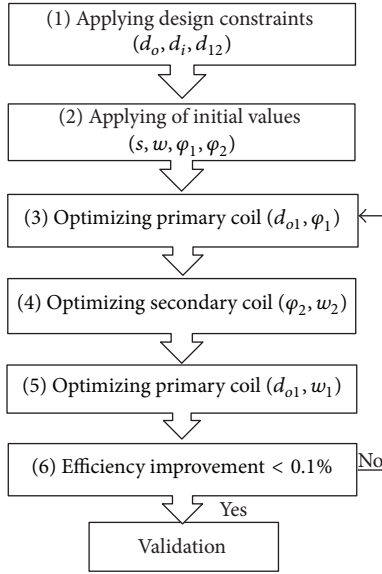 (1) Applying design constraints
(d_o, d_i, d_12)
(2) Applying of initial values
(s, w, φ_1, φ_2)
(3) Optimizing primary coil (d_o1, φ_1)
(4) Optimizing secondary coil (φ_2, w_2)
(5) Optimizing primary coil (d_o1, w_1)
(6) Efficiency improvement < 0.1%
No
Yes
Validation